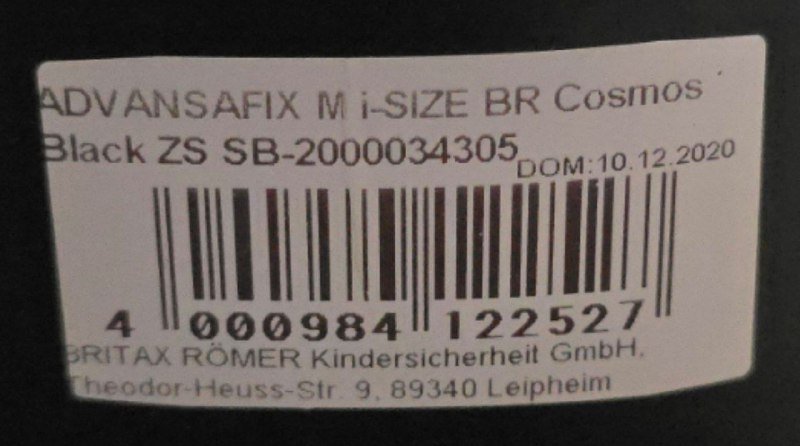 ADVANSAFIX M i-SIZE BR Cosmos
Black ZS SB-2000034305
DOM:10.12.2020
4 000984 122527
BRITAX RÖMER Kindersicherheit GmbH,
Theodor-Heuss-Str. 9, 89340 Leipheim